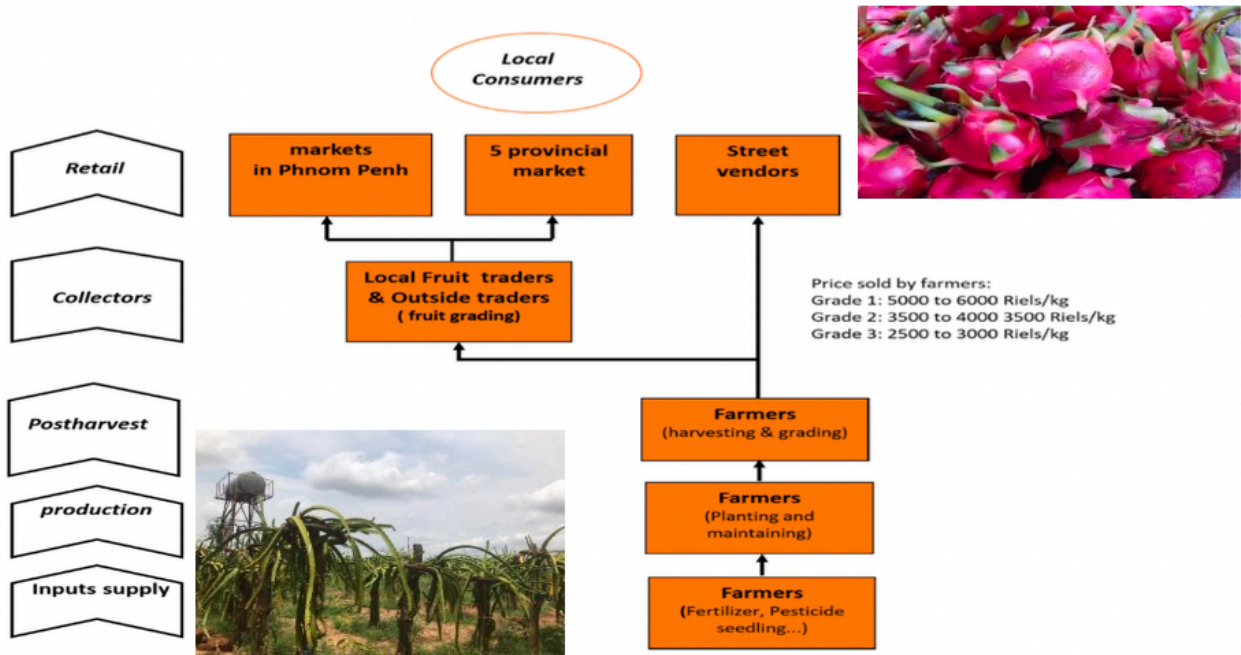 Local
Consumers
Retail
markets
in Phnom Penh
5 provincial
market
Street
vendors
Collectors
Local Fruit traders
& Outside traders
( fruit grading)
Price sold by farmers:
Grade 1: 5000 to 6000 Riels/kg
Grade 2: 3500 to 4000 3500 Riels/kg
Grade 3: 2500 to 3000 Riels/kg
Postharvest
Farmers
(harvesting & grading)
production
Farmers
(Planting and
maintaining)
Inputs supply
Farmers
(Fertilizer, Pesticide
seedling...)